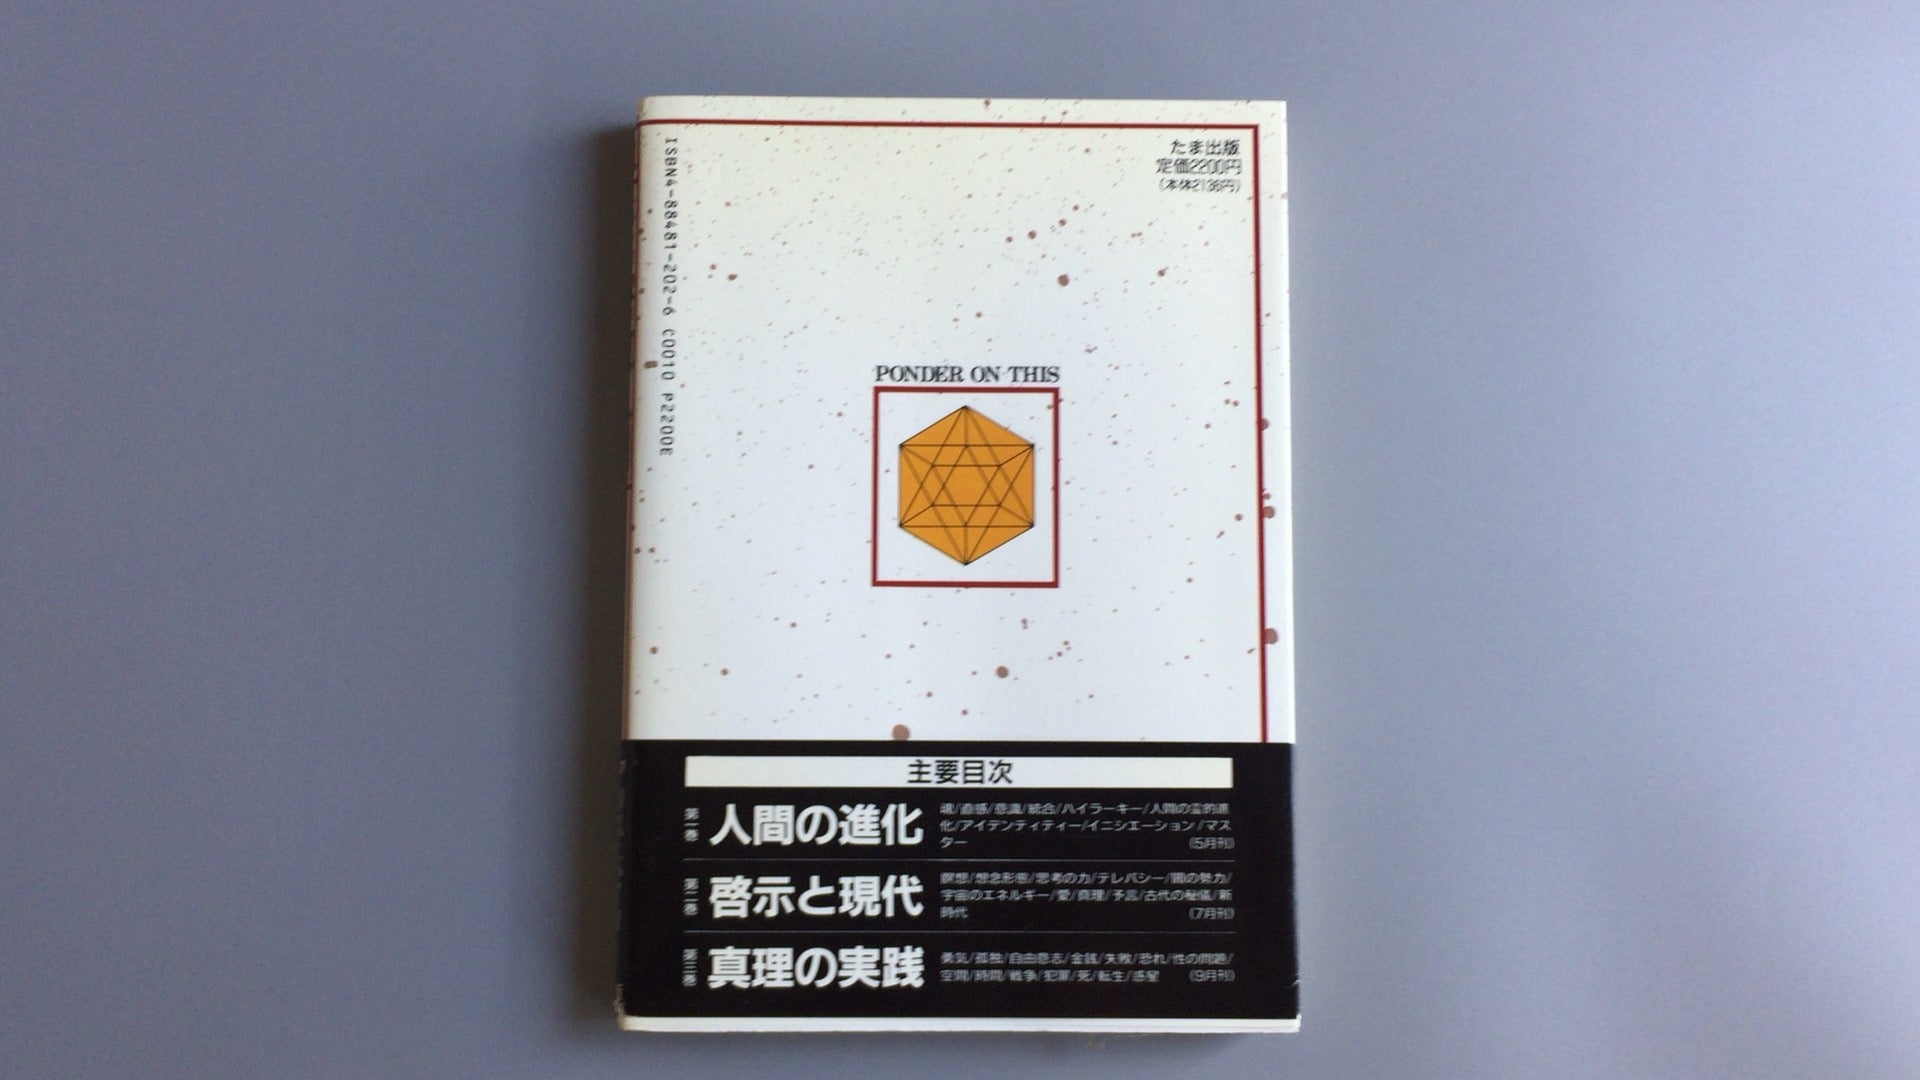 たま出版
定価2200円
(本体2136円)
ISBN4-88481-202-6 C0010 P2200E
PONDER ON THIS
主要目次
第一巻
人間の進化
魂/直感/意識/統合/ハイラーキー/人間の霊的進
化/アイデンティティー/イニシエーション/マス
ター
(5月刊)
第二巻
啓示と現代
瞑想/想念形態/思考の力/テレパシー/闇の勢力/
宇宙のエネルギー/愛/真理/予言/古代の秘儀/新
時代
(7月刊)
第三巻
真理の実践
勇気/孤独/自由意志/金銭/失敗/恐れ/性の問題/
空間/時間/戦争/犯罪/死/転生/惑星
(9月刊)